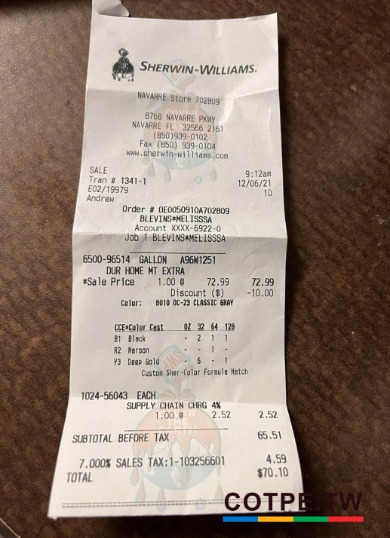 SHERWIN-WILLIAMS.
NAVARRE Store 702809
8768 NAVARRE PKWY
NAVARRE FL 32566 2161
(850)939-0102
Fax (850) 939-0104
www.sherwin-williams.com
SALE 9:12am
Tran # 1341-1 12/06/21
E02/19979 10
Andrew
Order # OE0050910A702809
BLEVINS*MELISSSA
Account XXXX-6922-0
Job 1 BLEVINS*MELISSSA
6500-96514 GALLON A96W1251
DUR HOME MT EXTRA
*Sale Price 1.00 @ 72.99 72.99
Discount ($) -10.00
Color: BO10 OC-23 CLASSIC GRAY
CCE*Color Cast OZ 32 64 128
B1 Black - 2 1 1
R2 Maroon - - 1 -
Y3 Deep Gold - 6 - 1
Custom Sher-Color Formula Match
1024-56043 EACH
SUPPLY CHAIN CHRG 4%
1.00 @ 2.52 2.52
SUBTOTAL BEFORE TAX 65.51
7.000% SALES TAX:1-103256601 4.59
TOTAL $70.10
COTPE.TW